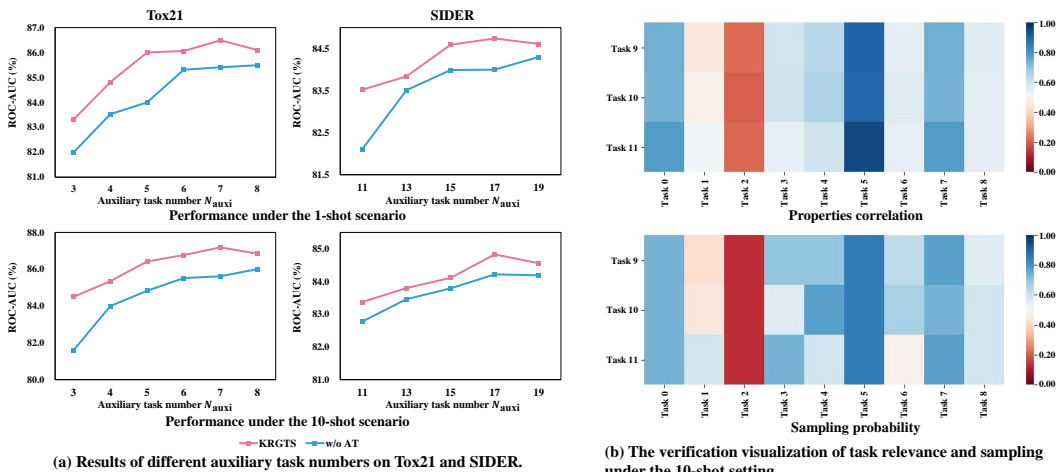 Tox21
87.0
86.0
85.0
84.0
83.0
82.0
81.0
ROC-AUC (%)
3 4 5 6 7 8
Auxiliary task number N_auxi
SIDER
84.5
83.5
82.5
81.5
ROC-AUC (%)
11 13 15 17 19
Auxiliary task number N_auxi
Performance under the 1-shot scenario
88.0
86.0
84.0
82.0
80.0
ROC-AUC (%)
3 4 5 6 7 8
Auxiliary task number N_auxi
85.0
84.0
83.0
82.0
81.0
ROC-AUC (%)
11 13 15 17 19
Auxiliary task number N_auxi
Performance under the 10-shot scenario
KRGTS w/o AT
(a) Results of different auxiliary task numbers on Tox21 and SIDER.
Task 9
Task 10
Task 11
Task 0 Task 1 Task 2 Task 3 Task 4 Task 5 Task 6 Task 7 Task 8
1.00
0.80
0.60
0.40
0.20
0.00
Properties correlation
Task 9
Task 10
Task 11
Task 0 Task 1 Task 2 Task 3 Task 4 Task 5 Task 6 Task 7 Task 8
1.00
0.80
0.60
0.40
0.20
0.00
Sampling probability
(b) The verification visualization of task relevance and sampling
under the 10-shot setting